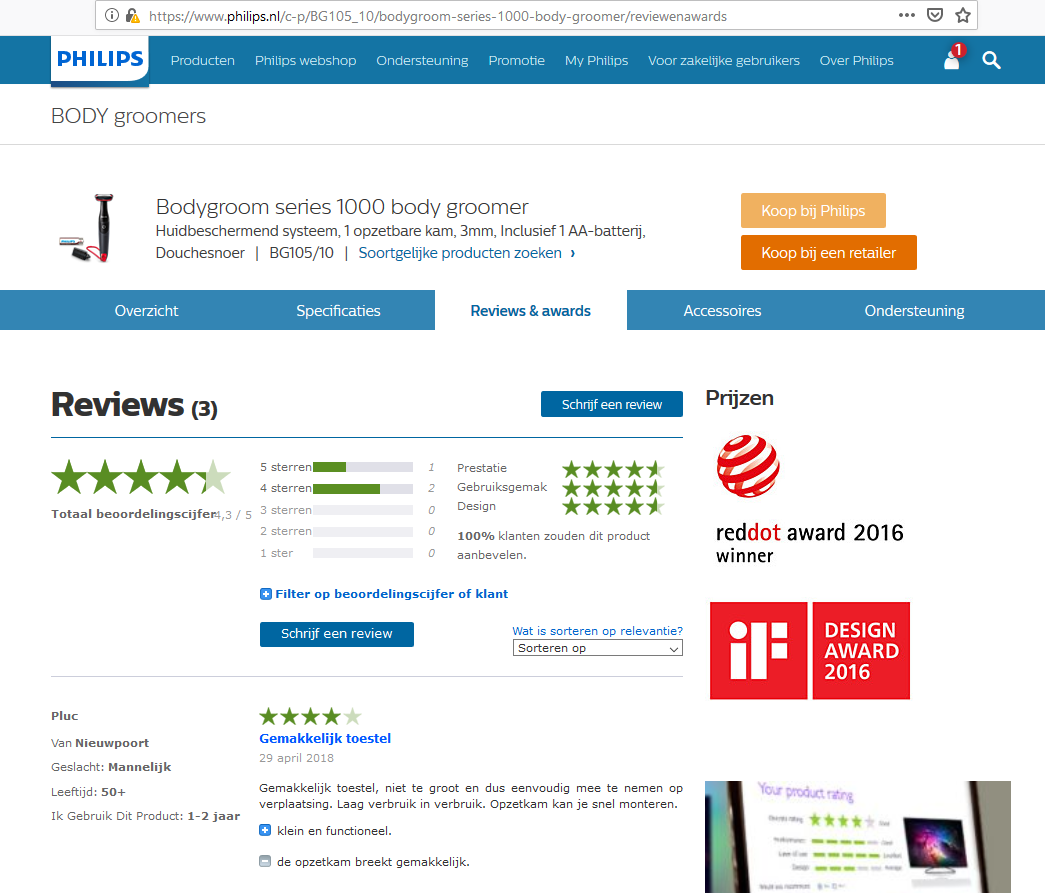 https://www.philips.nl/c-p/BG105_10/bodygroom-series-1000-body-groomer/reviewenawards
PHILIPS
Producten Philips webshop Ondersteuning Promotie My Philips Voor zakelijke gebruikers Over Philips 1
BODY groomers
Bodygroom series 1000 body groomer
Huidbeschermend systeem, 1 opzetbare kam, 3mm, Inclusief 1 AA-batterij,
Douchesnoer | BG105/10 | Soortgelijke producten zoeken ›
Koop bij Philips
Koop bij een retailer
Overzicht Specificaties Reviews & awards Accessoires Ondersteuning
Reviews (3)
Schrijf een review
Totaal beoordelingscijfer 4,3 / 5
5 sterren 1
4 sterren 2
3 sterren 0
2 sterren 0
1 ster 0
Prestatie
Gebruiksgemak
Design
100% klanten zouden dit product
aanbevelen.
Filter op beoordelingscijfer of klant
Schrijf een review
Wat is sorteren op relevantie?
Sorteren op
Pluc
Van Nieuwpoort
Geslacht: Mannelijk
Leeftijd: 50+
Ik Gebruik Dit Product: 1-2 jaar
Gemakkelijk toestel
29 april 2018
Gemakkelijk toestel, niet te groot en dus eenvoudig mee te nemen op
verplaatsing. Laag verbruik in verbruik. Opzetkam kan je snel monteren.
klein en functioneel.
de opzetkam breekt gemakkelijk.
Prijzen
reddot award 2016
winner
iF
DESIGN
AWARD
2016
Your product rating